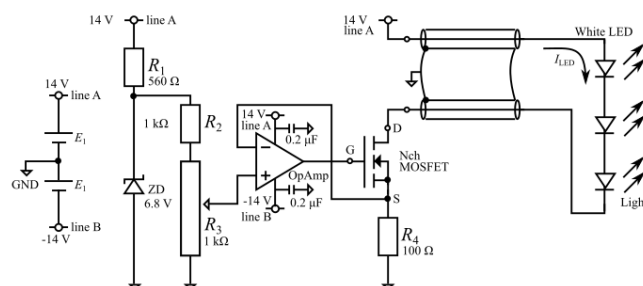 14 V
line A
R1
560 Ω
14 V
line A
E1
GND
E1
line B
-14 V
1 kΩ
R2
ZD
6.8 V
R3
1 kΩ
14 V
line A
0.2 μF
OpAmp
-14 V
line B
0.2 μF
G
D
S
Nch
MOSFET
R4
100 Ω
14 V
line A
White LED
ILED
Ligh